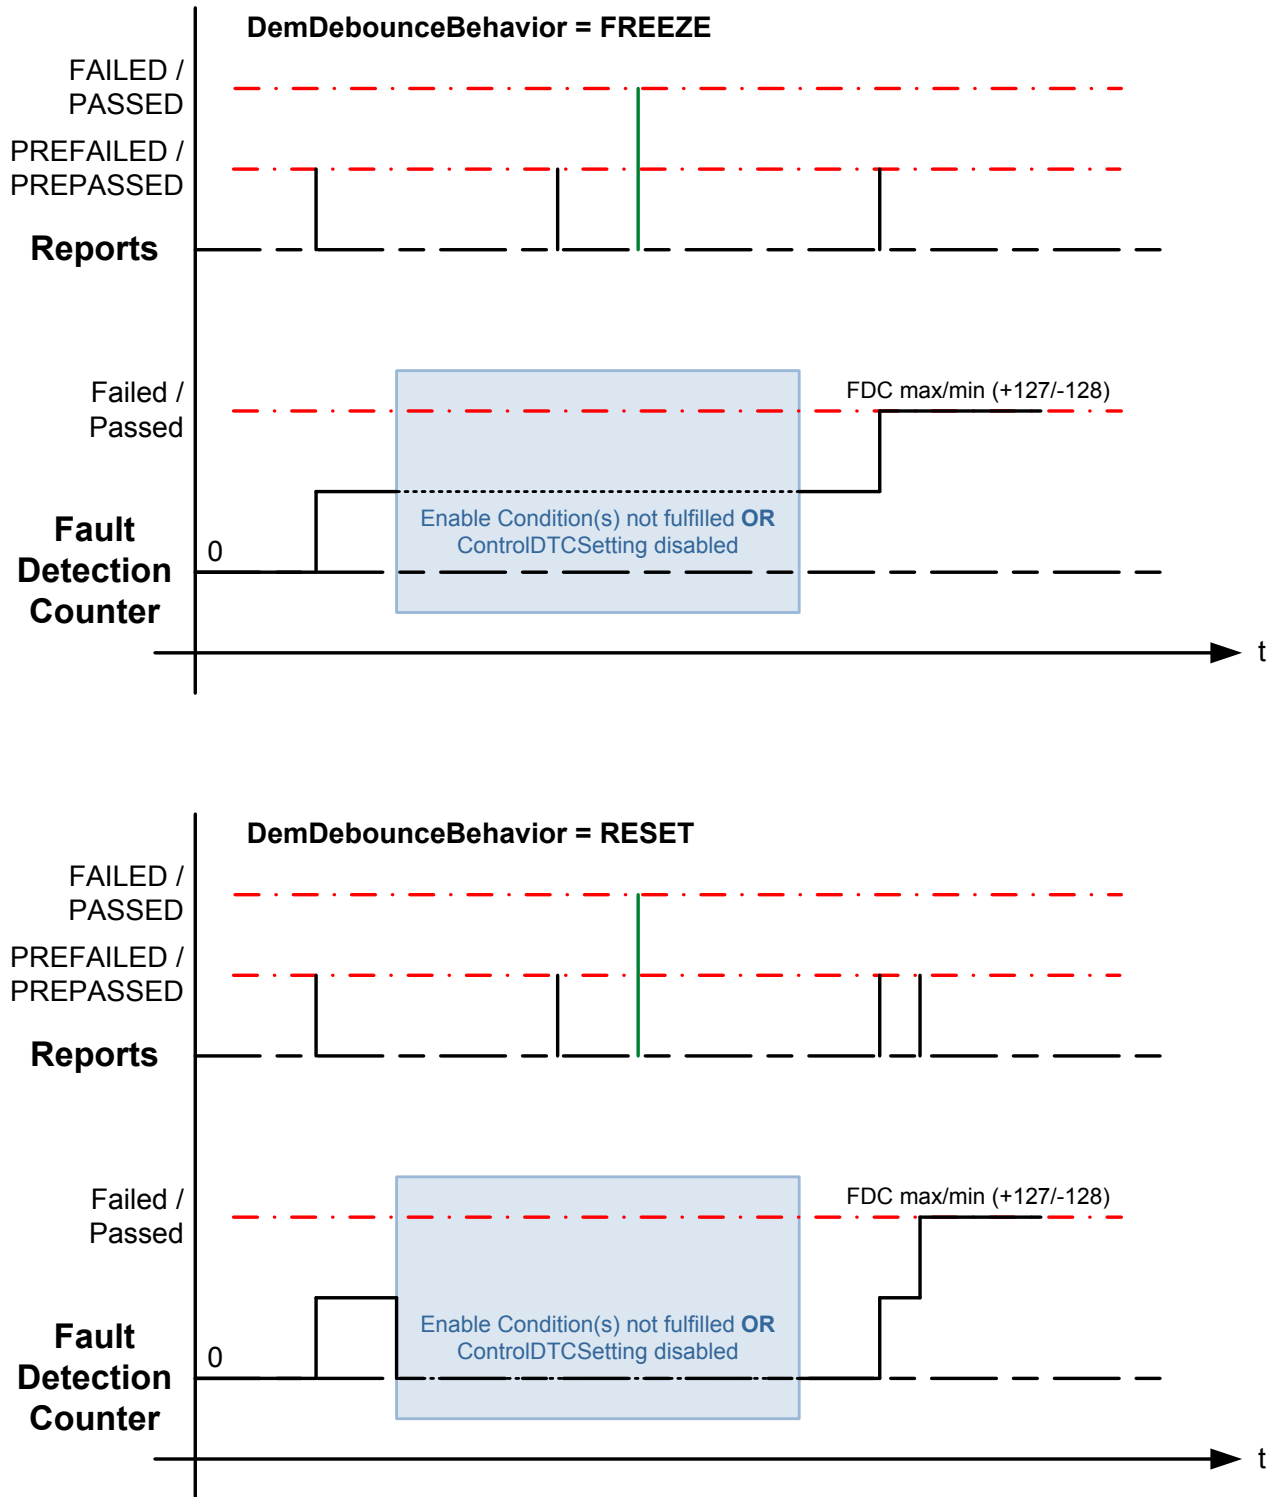 DemDebounceBehavior = FREEZE
FAILED /
PASSED
PREFAILED /
PREPASSED
Reports
Failed /
Passed
FDC max/min (+127/-128)
Enable Condition(s) not fulfilled OR
ControlDTCSetting disabled
Fault
Detection
Counter
0
t
DemDebounceBehavior = RESET
FAILED /
PASSED
PREFAILED /
PREPASSED
Reports
Failed /
Passed
FDC max/min (+127/-128)
Enable Condition(s) not fulfilled OR
ControlDTCSetting disabled
Fault
Detection
Counter
0
t